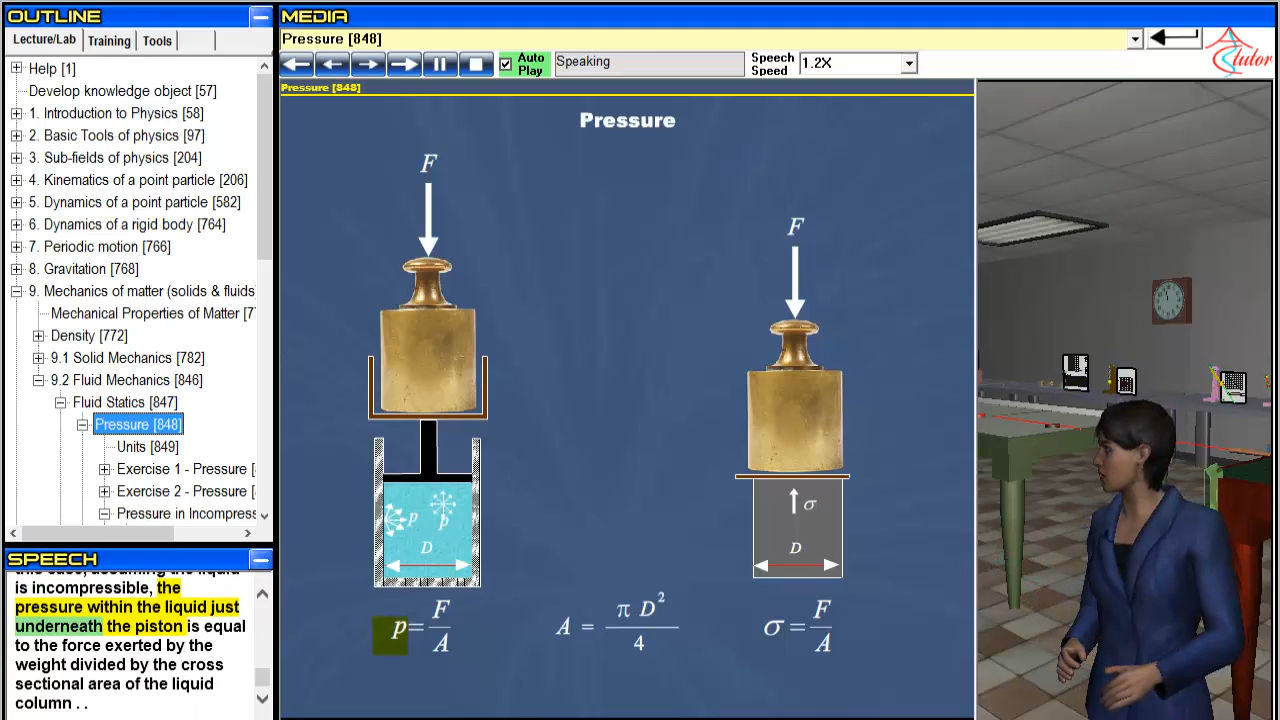 OUTLINE
Lecture/Lab Training Tools
Help [1]
Develop knowledge object [57]
1. Introduction to Physics [58]
2. Basic Tools of physics [97]
3. Sub-fields of physics [204]
4. Kinematics of a point particle [206]
5. Dynamics of a point particle [582]
6. Dynamics of a rigid body [764]
7. Periodic motion [766]
8. Gravitation [768]
9. Mechanics of matter (solids & fluids)
Mechanical Properties of Matter [7
Density [772]
9.1 Solid Mechanics [782]
9.2 Fluid Mechanics [846]
Fluid Statics [847]
Pressure [848]
Units [849]
Exercise 1 - Pressure [
Exercise 2 - Pressure [
Pressure in Incompress
SPEECH
is incompressible, the
pressure within the liquid just
underneath the piston is equal
to the force exerted by the
weight divided by the cross
sectional area of the liquid
column . .
MEDIA
Pressure [848]
Auto Play
Speaking
Speech Speed
1.2X
tutor
Pressure [848]
Pressure
F
F
p
p
D
σ
D
p = F/A
A = π D²/4
σ = F/A